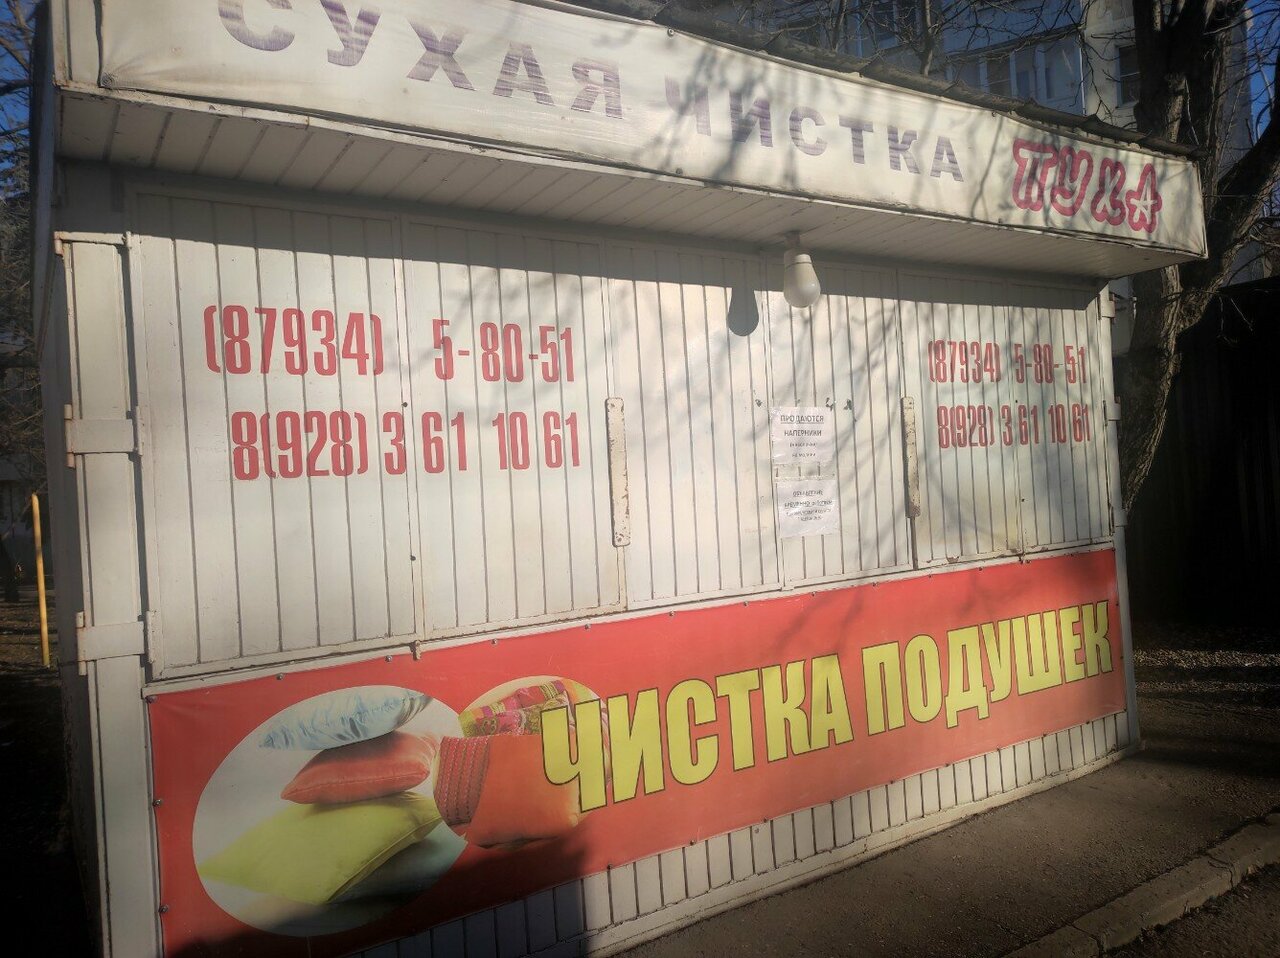 СУХАЯ ЧИСТКА ПУХА
(87934) 5-80-51
8(928) 3 61 10 61
(87934) 5-80-51
8(928) 3 61 10 61
ПРОДАЮТСЯ
НАПЕРНИКИ
ЧИСТКА ПОДУШЕК